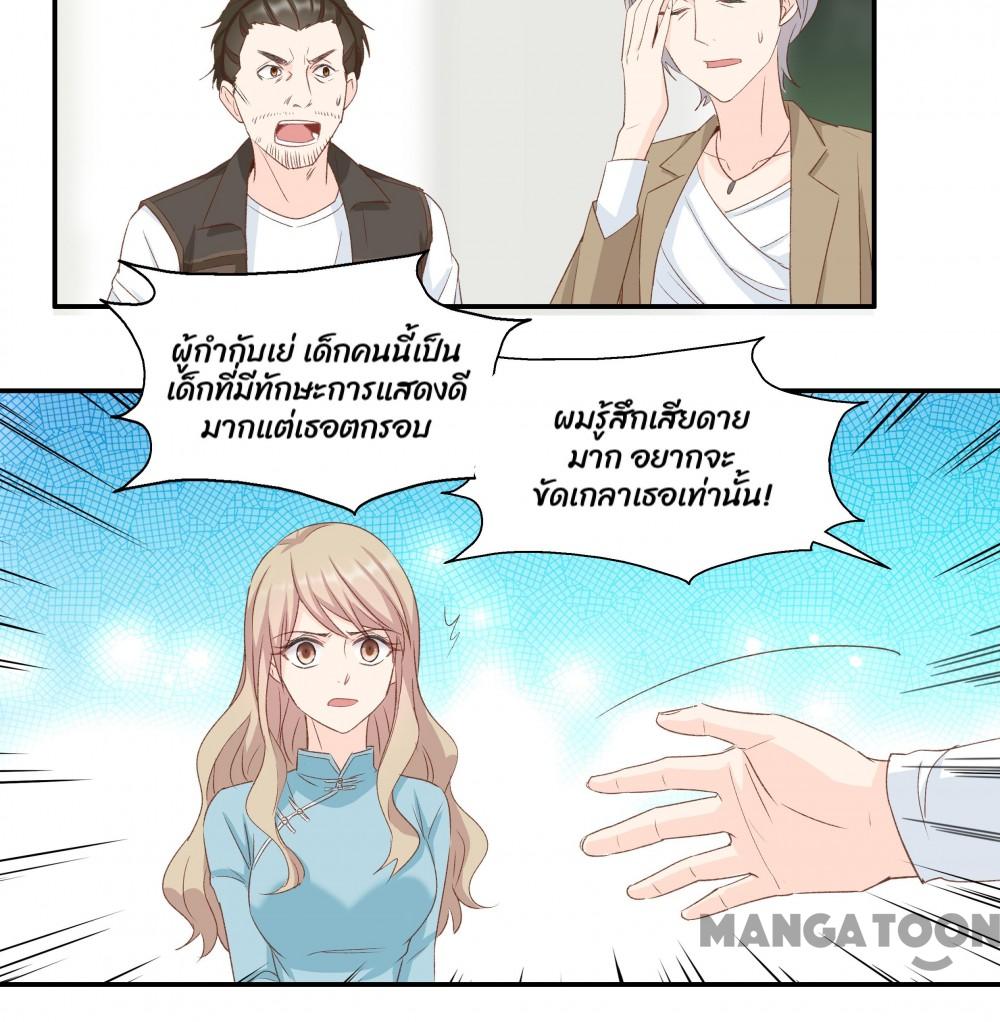 ผู้กำกับเย่ เด็กคนนี้เป็น
เด็กที่มีทักษะการแสดงดี
มากแต่เธอตกรอบ
ผมรู้สึกเสียดาย
มาก อยากจะ
ขัดเกลาเธอเท่านั้น!
MANGATOON